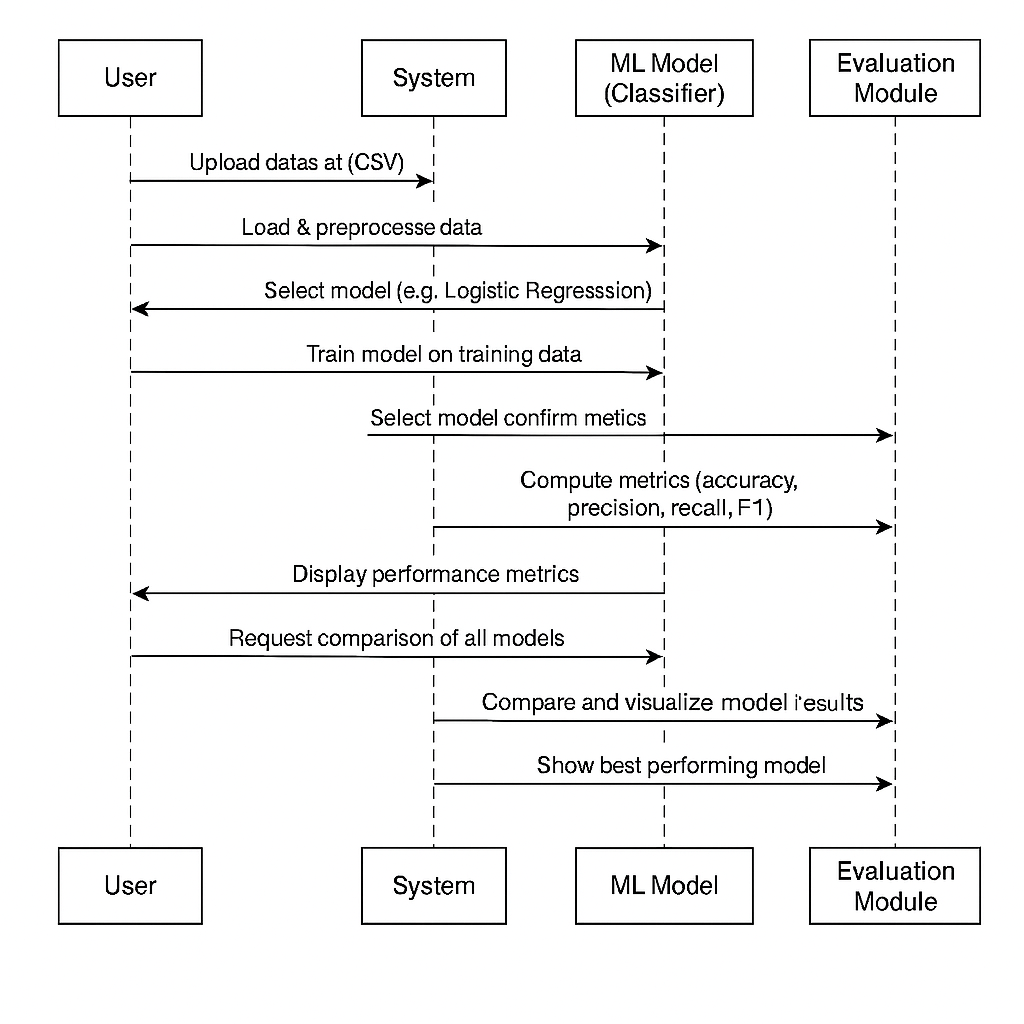 User
System
ML Model
(Classifier)
Evaluation
Module
Upload datas at (CSV)
Load & preprocesse data
Select model (e.g. Logistic Regresssion)
Train model on training data
Select model confirm metics
Compute metrics (accuracy,
precision, recall, F1)
Display performance metrics
Request comparison of all models
Compare and visualize model results
Show best performing model
User
System
ML Model
Evaluation
Module